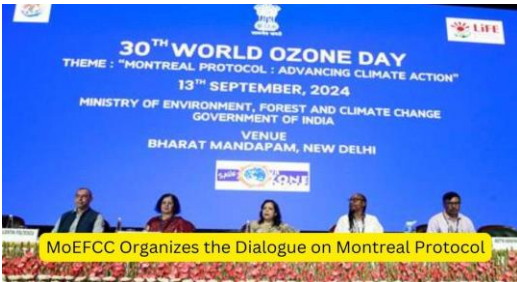 LiFE
30TH WORLD OZONE DAY
THEME : "MONTREAL PROTOCOL : ADVANCING CLIMATE ACTION"
13TH SEPTEMBER, 2024
MINISTRY OF ENVIRONMENT, FOREST AND CLIMATE CHANGE
GOVERNMENT OF INDIA
VENUE
BHARAT MANDAPAM, NEW DELHI
MoEFCC Organizes the Dialogue on Montreal Protocol